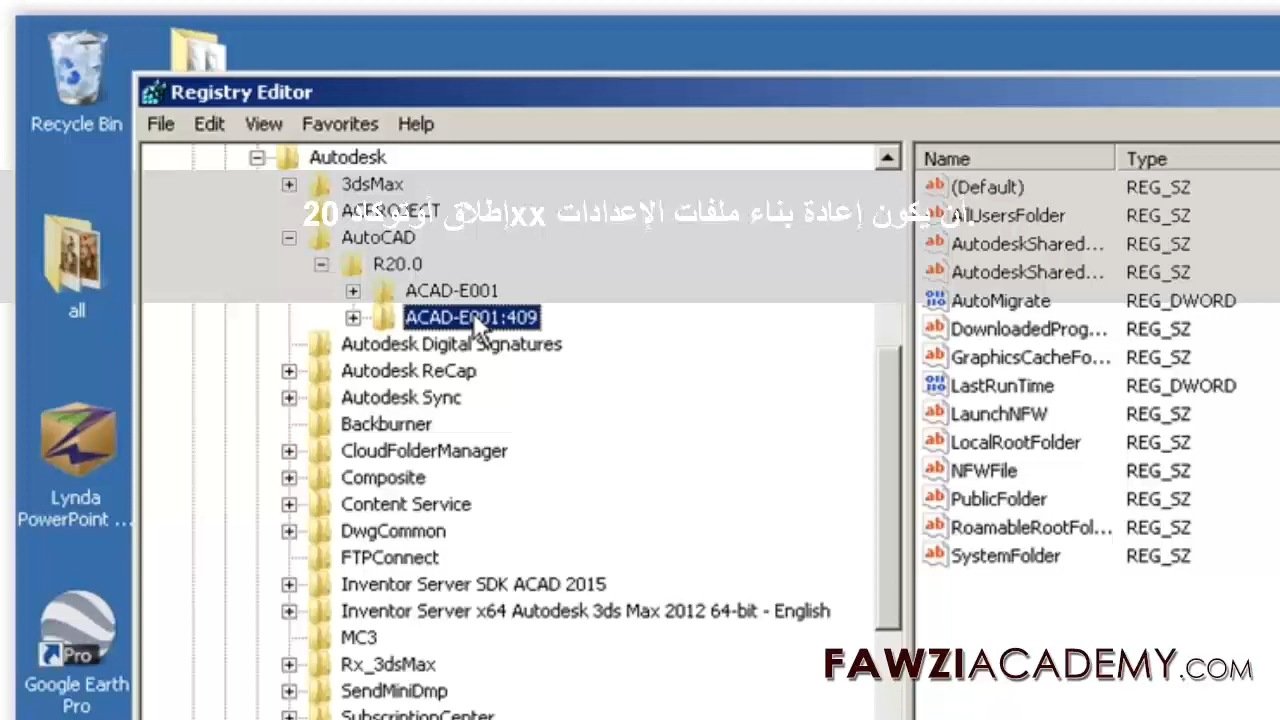 Recycle Bin
all
Lynda
PowerPoint ...
Pro
Google Earth
Pro
Registry Editor
File Edit View Favorites Help
Autodesk
3dsMax
إطلاق أوتوكاد 20xx أن يكون إعادة بناء ملفات الإعدادات.
AutoCAD
R20.0
ACAD-E001
ACAD-E001:409
Autodesk Digital Signatures
Autodesk ReCap
Autodesk Sync
Backburner
CloudFolderManager
Composite
Content Service
DwgCommon
FTPConnect
Inventor Server SDK ACAD 2015
Inventor Server x64 Autodesk 3ds Max 2012 64-bit - English
MC3
Rx_3dsMax
SendMiniDmp
SubscriptionCenter
Name Type
(Default) REG_SZ
AllUsersFolder REG_SZ
AutodeskShared... REG_SZ
AutodeskShared... REG_SZ
AutoMigrate REG_DWORD
DownloadedProg... REG_SZ
GraphicsCacheFo... REG_SZ
LastRunTime REG_DWORD
LaunchNFW REG_SZ
LocalRootFolder REG_SZ
NFWFile REG_SZ
PublicFolder REG_SZ
RoamableRootFol... REG_SZ
SystemFolder REG_SZ
FAWZIACADEMY.COM